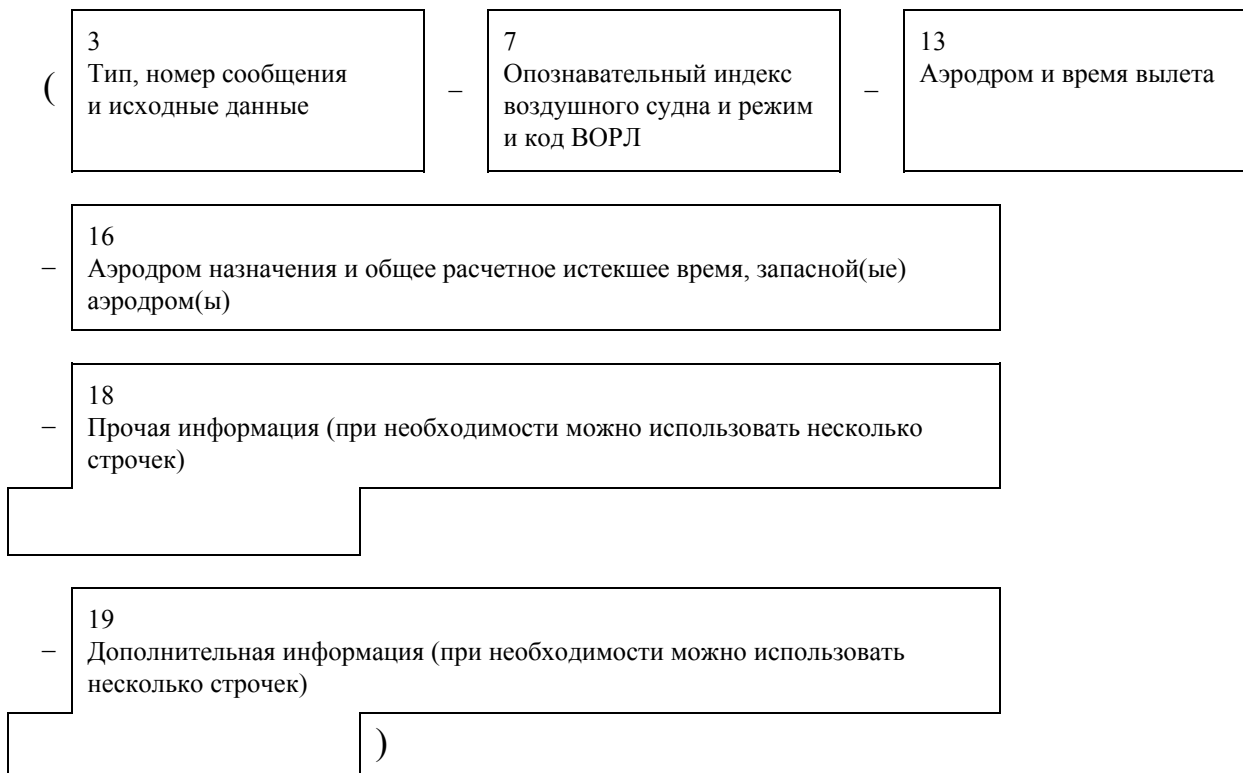 (
3
Тип, номер сообщения
и исходные данные
–
7
Опознавательный индекс
воздушного судна и режим
и код ВОРЛ
–
13
Аэродром и время вылета
–
16
Аэродром назначения и общее расчетное истекшее время, запасной(ые)
аэродром(ы)
–
18
Прочая информация (при необходимости можно использовать несколько
строчек)
–
19
Дополнительная информация (при необходимости можно использовать
несколько строчек)
)